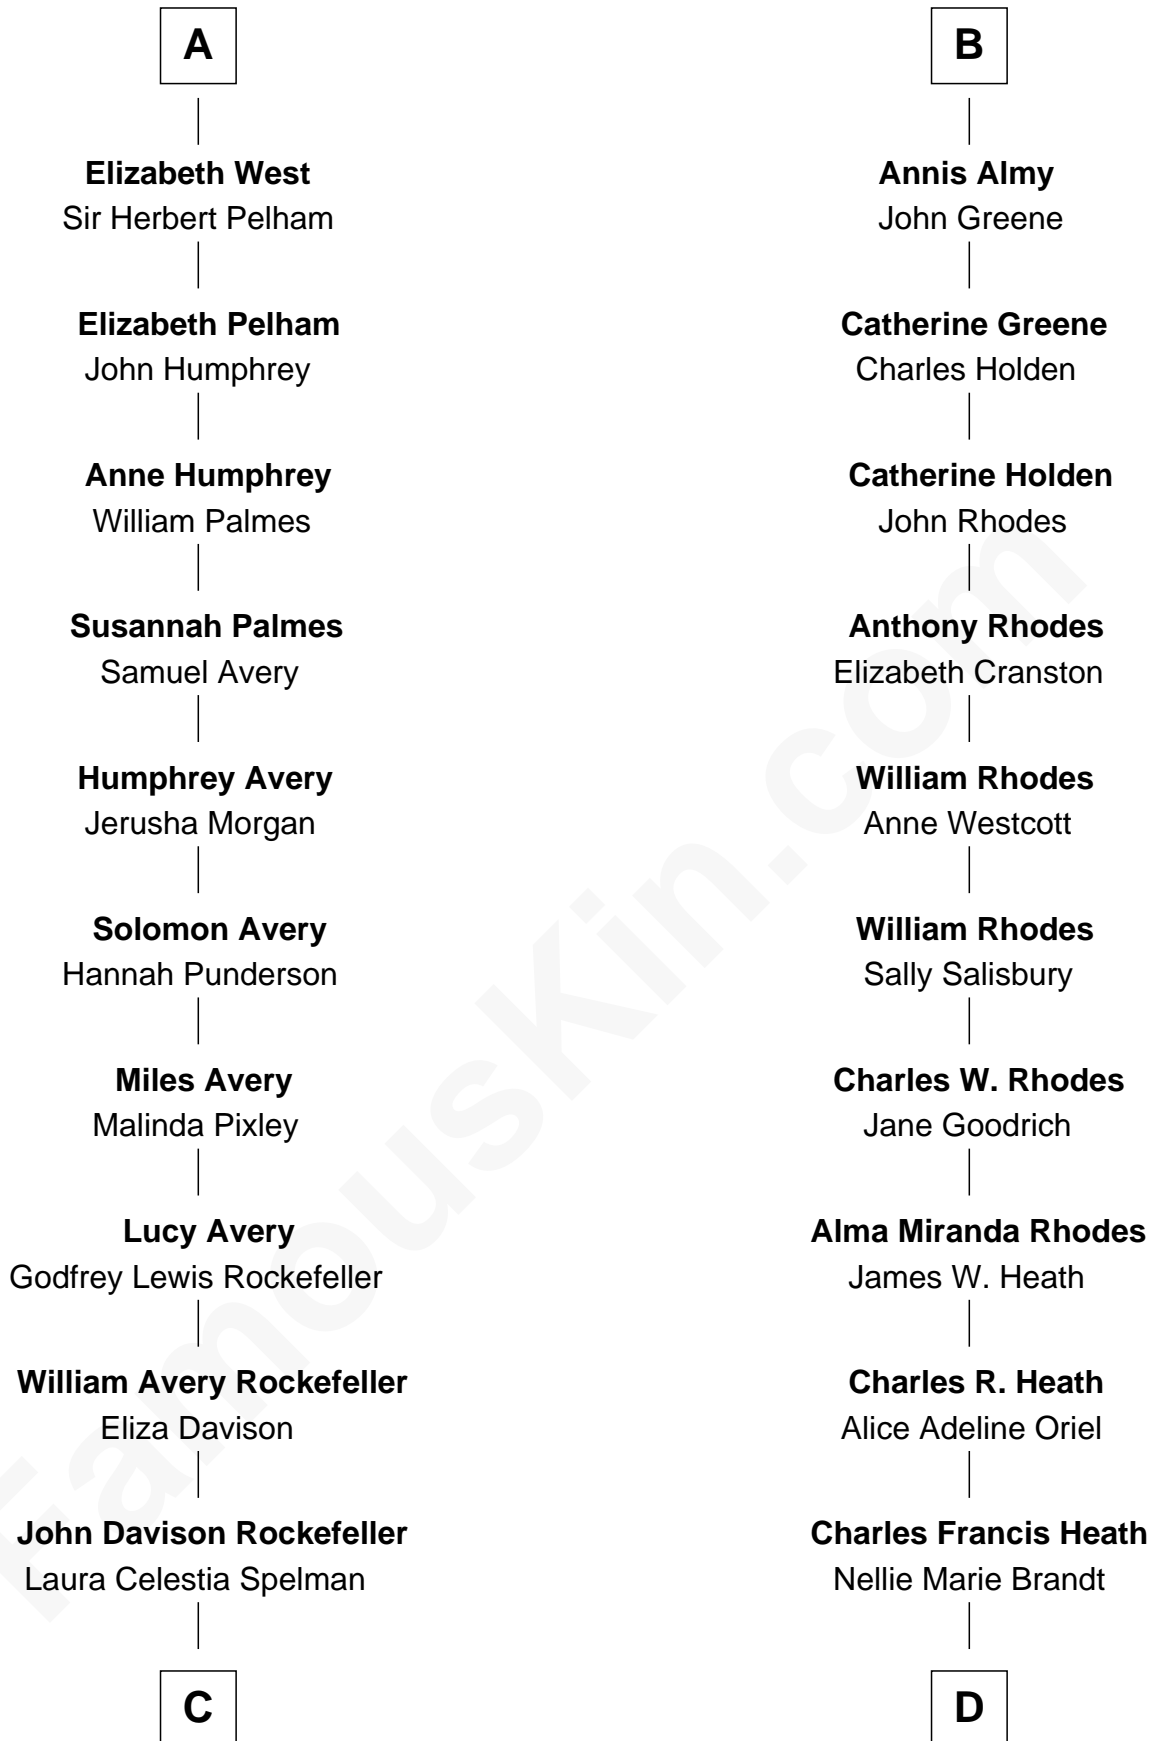 A
Elizabeth West
Sir Herbert Pelham
Elizabeth Pelham
John Humphrey
Anne Humphrey
William Palmes
Susannah Palmes
Samuel Avery
Humphrey Avery
Jerusha Morgan
Solomon Avery
Hannah Punderson
Miles Avery
Malinda Pixley
Lucy Avery
Godfrey Lewis Rockefeller
William Avery Rockefeller
Eliza Davison
John Davison Rockefeller
Laura Celestia Spelman
C
B
Annis Almy
John Greene
Catherine Greene
Charles Holden
Catherine Holden
John Rhodes
Anthony Rhodes
Elizabeth Cranston
William Rhodes
Anne Westcott
William Rhodes
Sally Salisbury
Charles W. Rhodes
Jane Goodrich
Alma Miranda Rhodes
James W. Heath
Charles R. Heath
Alice Adeline Oriel
Charles Francis Heath
Nellie Marie Brandt
D
FamousKin.com